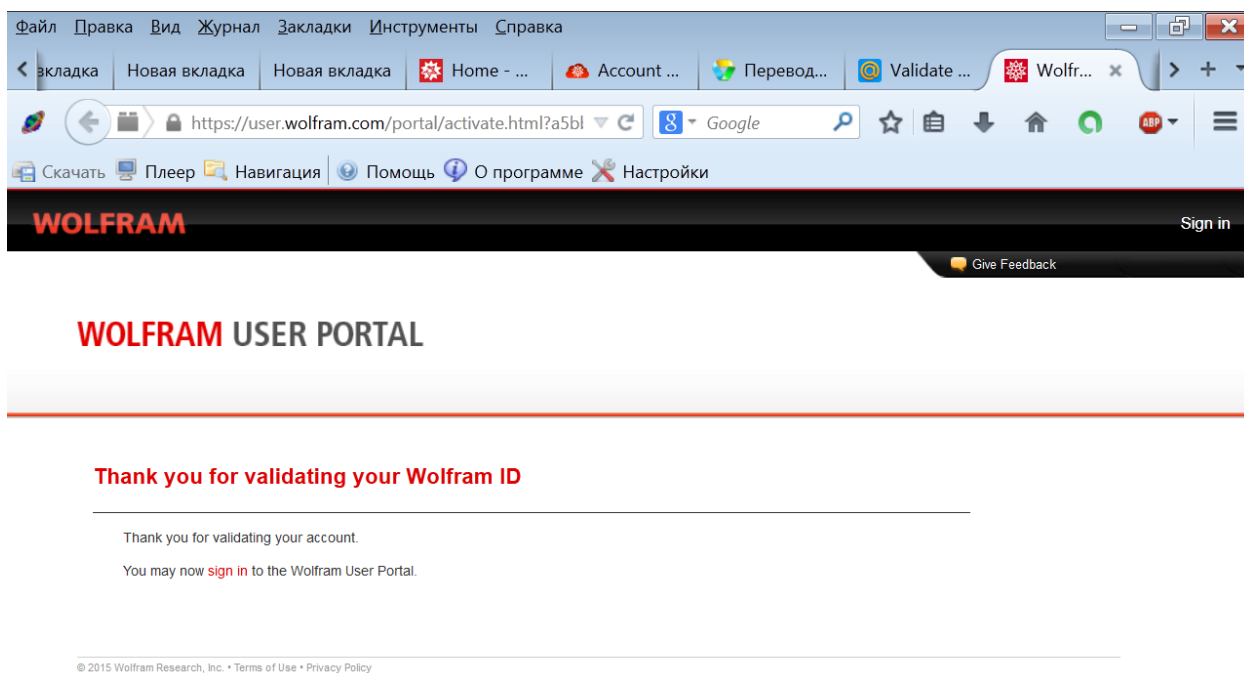 Файл Правка Вид Журнал Закладки Инструменты Справка
вкладка Новая вкладка Новая вкладка Home - ... Account ... Перевод... Validate ... Wolfr...
https://user.wolfram.com/portal/activate.html?a5bl Google ABP
Скачать Плеер Навигация Помощь О программе Настройки
WOLFRAM Sign in
Give Feedback
WOLFRAM USER PORTAL
Thank you for validating your Wolfram ID
Thank you for validating your account.
You may now sign in to the Wolfram User Portal.
© 2015 Wolfram Research, Inc. • Terms of Use • Privacy Policy